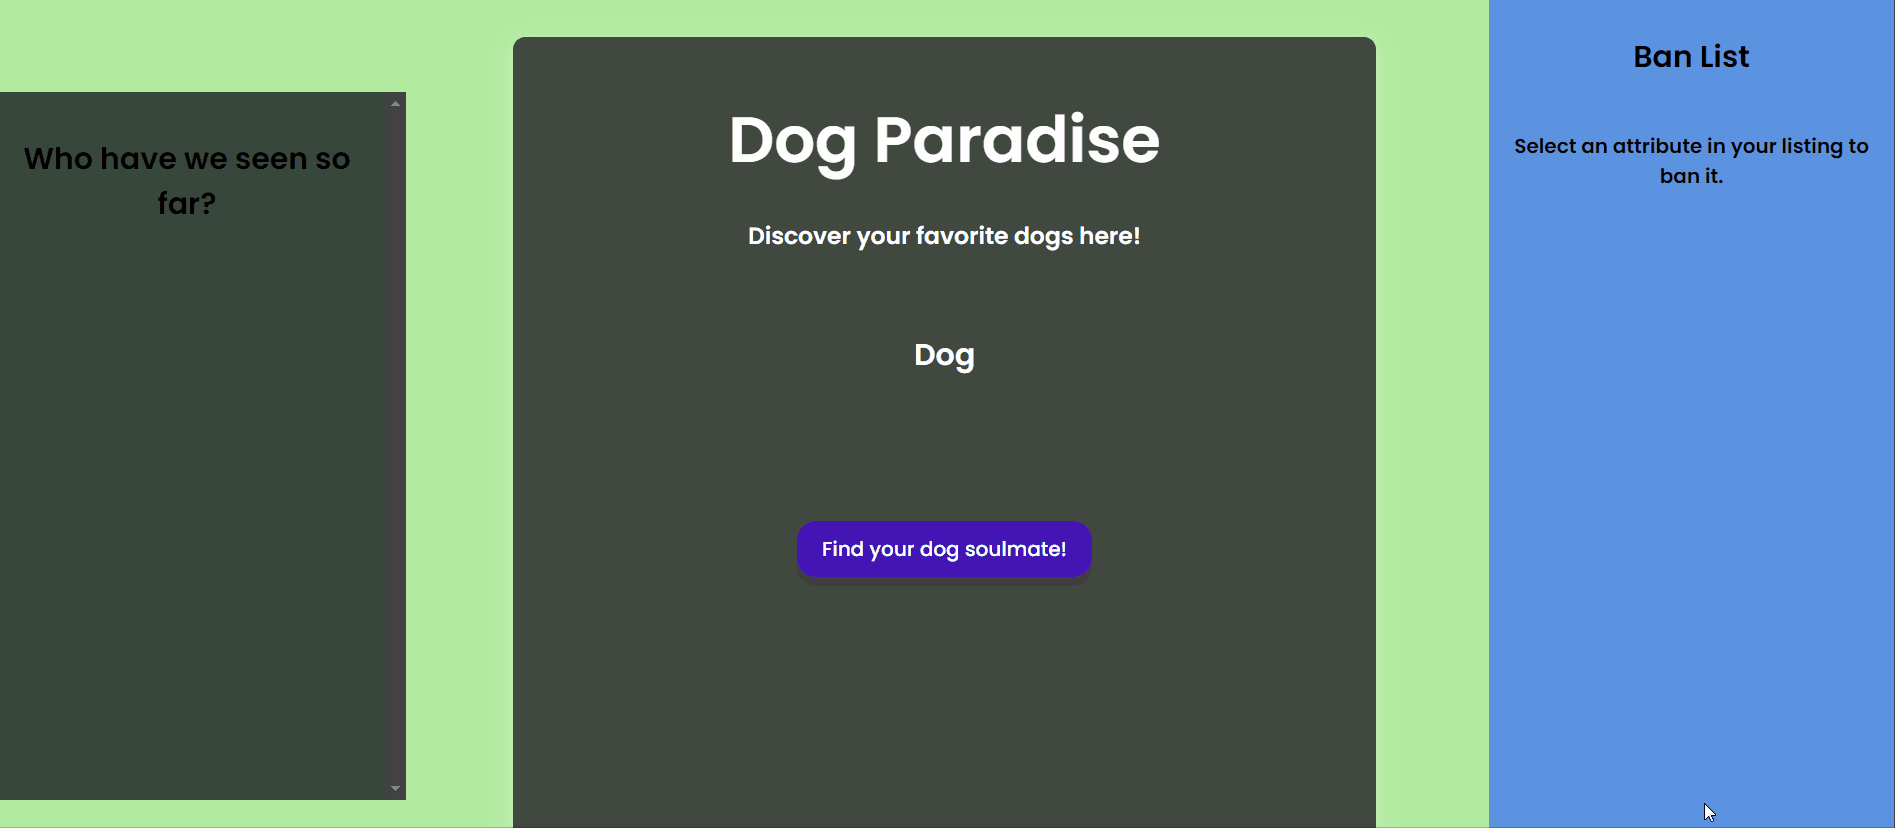 Who have we seen so
far?
Dog Paradise
Discover your favorite dogs here!
Dog
Find your dog soulmate!
Ban List
Select an attribute in your listing to
ban it.